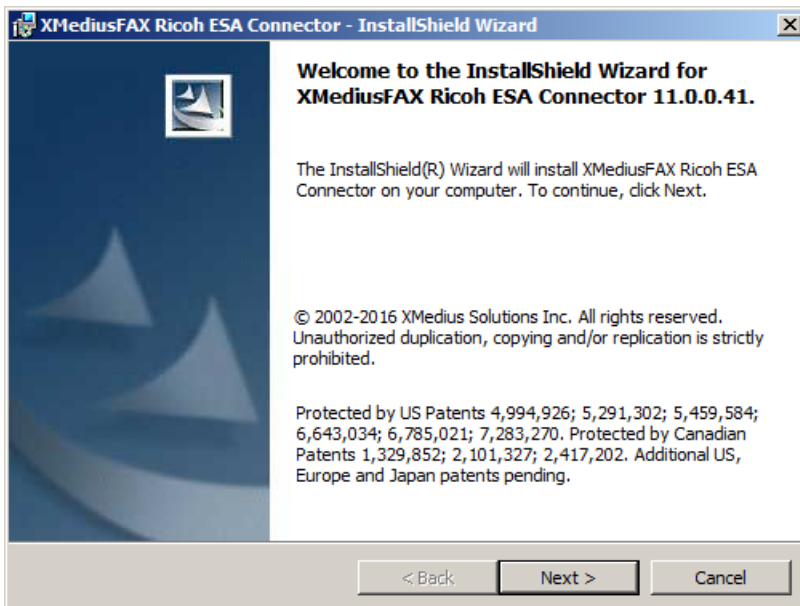 XMediusFAX Ricoh ESA Connector - InstallShield Wizard
Welcome to the InstallShield Wizard for
XMediusFAX Ricoh ESA Connector 11.0.0.41.
The InstallShield(R) Wizard will install XMediusFAX Ricoh ESA
Connector on your computer. To continue, click Next.
© 2002-2016 XMedius Solutions Inc. All rights reserved.
Unauthorized duplication, copying and/or replication is strictly
prohibited.
Protected by US Patents 4,994,926; 5,291,302; 5,459,584;
6,643,034; 6,785,021; 7,283,270. Protected by Canadian
Patents 1,329,852; 2,101,327; 2,417,202. Additional US,
Europe and Japan patents pending.
< Back Next > Cancel